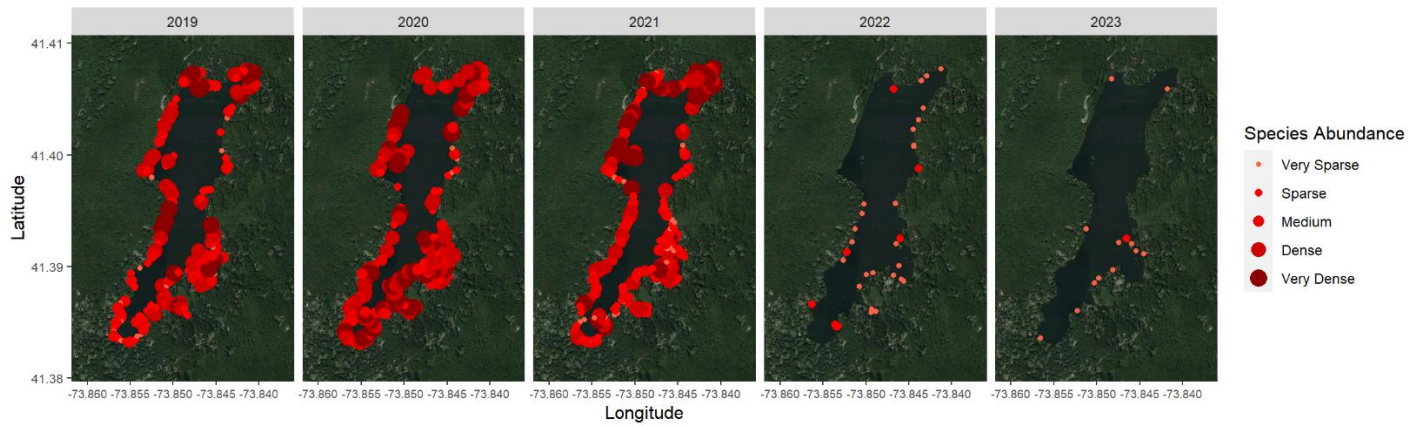 2019 2020 2021 2022 2023
41.41
41.40
41.39
41.38
Latitude
-73.860 -73.855 -73.850 -73.845 -73.840 -73.860 -73.855 -73.850 -73.845 -73.840 -73.860 -73.855 -73.850 -73.845 -73.840 -73.860 -73.855 -73.850 -73.845 -73.840 -73.860 -73.855 -73.850 -73.845 -73.840
Longitude
Species Abundance
Very Sparse
Sparse
Medium
Dense
Very Dense